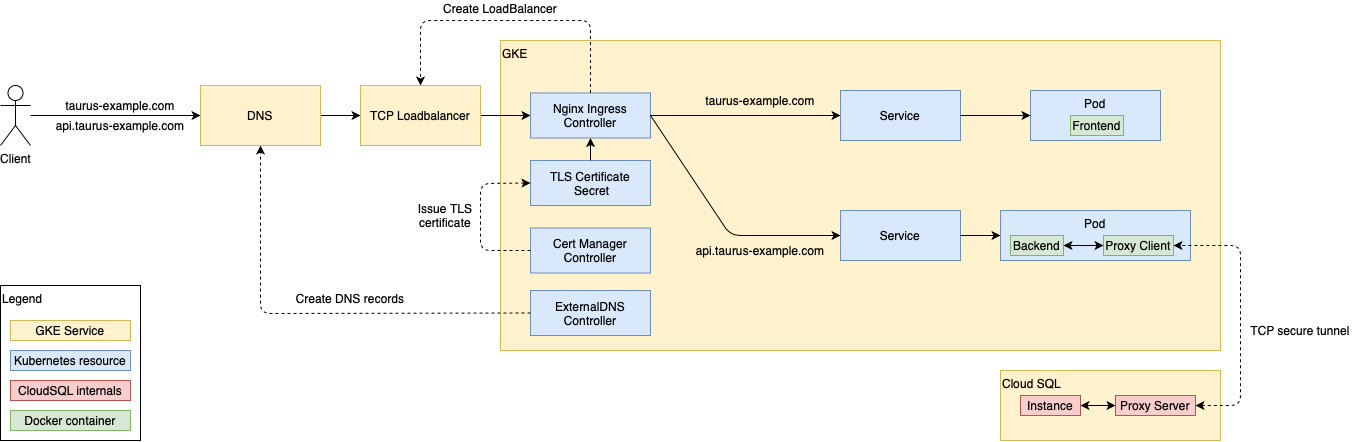 Create LoadBalancer
GKE
taurus-example.com
api.taurus-example.com
Client
DNS
TCP Loadbalancer
Nginx Ingress
Controller
taurus-example.com
Service
Pod
Frontend
TLS Certificate
Secret
Issue TLS
certificate
Cert Manager
Controller
api.taurus-example.com
Service
Pod
Backend
Proxy Client
Create DNS records
ExternalDNS
Controller
TCP secure tunnel
Legend
GKE Service
Kubernetes resource
CloudSQL internals
Docker container
Cloud SQL
Instance
Proxy Server